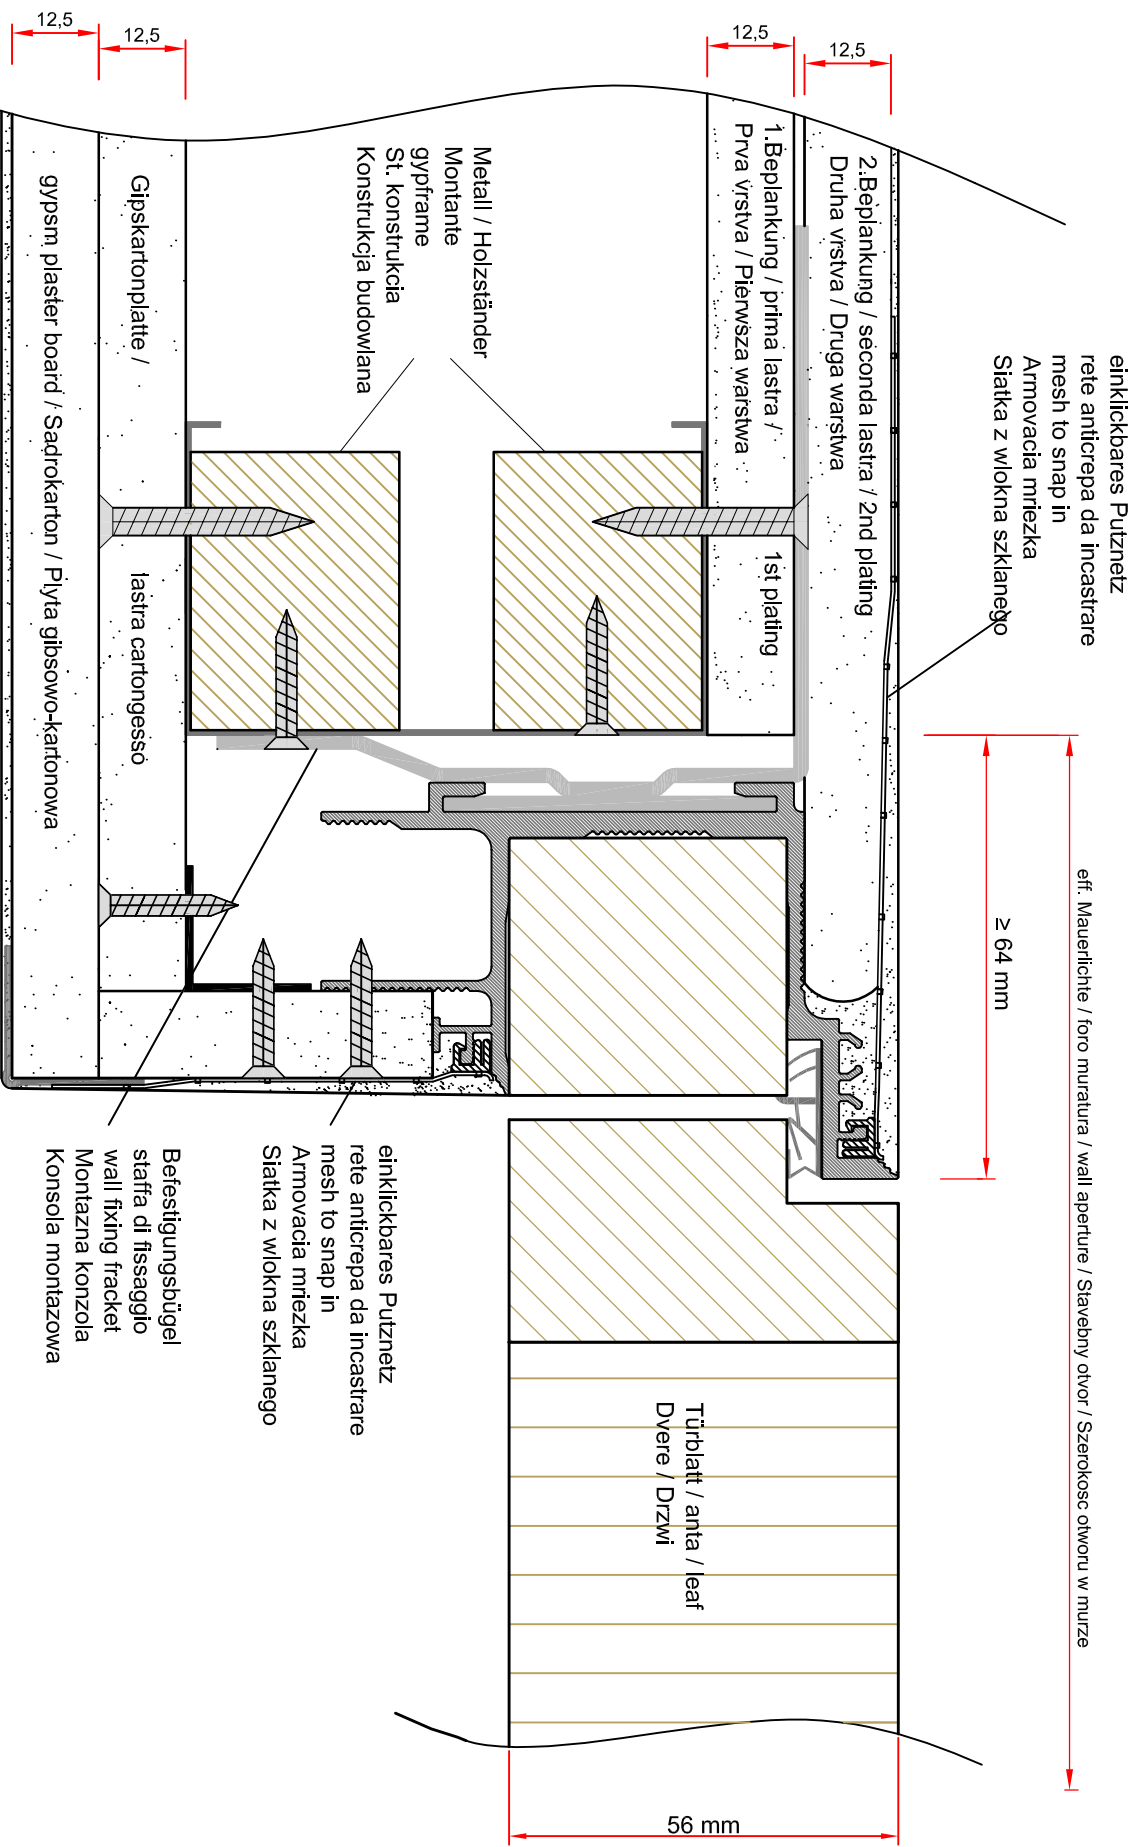 12,5
12,5
12,5
12,5
einklickbares Putznetz
rete anticrepa da incastrare
mesh to snap in
Armovacia mriezka
Siatka z wlokna szklanego
2.Beplankung / seconda lastra / 2nd plating
Druha vrstva / Druga warstwa
1.Beplankung / prima lastra / 1st plating
Prva vrstva / Pierwsza warstwa
Metall / Holzständer
Montante
gypframe
St. konstrukcia
Konstrukcja budowlana
Gipskartonplatte / lastra cartongesso
gypsm plaster board / Sadrokarton / Plyta gibsowo-kartonowa
≥ 64 mm
eff. Mauerlichte / foro muratura / wall aperture / Stavebny otvor / Szerokosc otworu w murze
einklickbares Putznetz
rete anticrepa da incastrare
mesh to snap in
Armovacia mriezka
Siatka z wlokna szklanego
Befestigungsbügel
staffa di fissaggio
wall fixing fracket
Montazna konzola
Konsola montazowa
Türblatt / anta / leaf
Dvere / Drzwi
56 mm